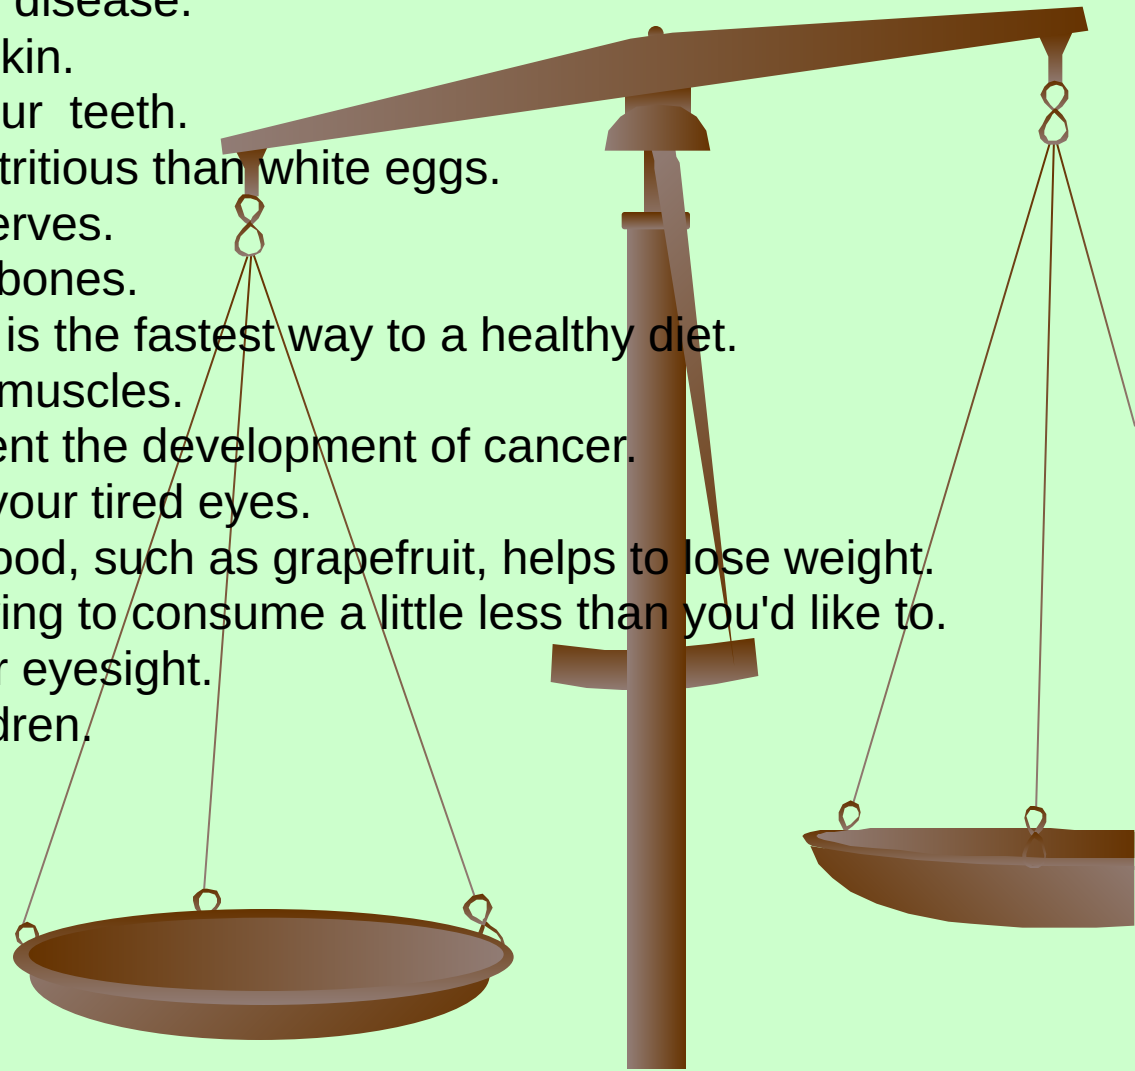 disease.
kin.
ur teeth.
tritious than white eggs.
erves.
bones.
is the fastest way to a healthy diet.
muscles.
ent the development of cancer.
your tired eyes.
ood, such as grapefruit, helps to lose weight.
ing to consume a little less than you'd like to.
r eyesight.
dren.